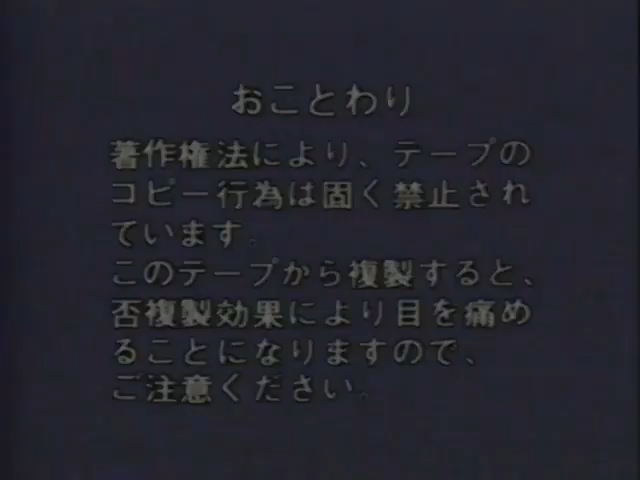 おことわり
著作権法により、テープの
コピー行為は固く禁止され
ています。
このテープから複製すると、
否複製効果により目を痛め
ることになりますので、
ご注意ください。